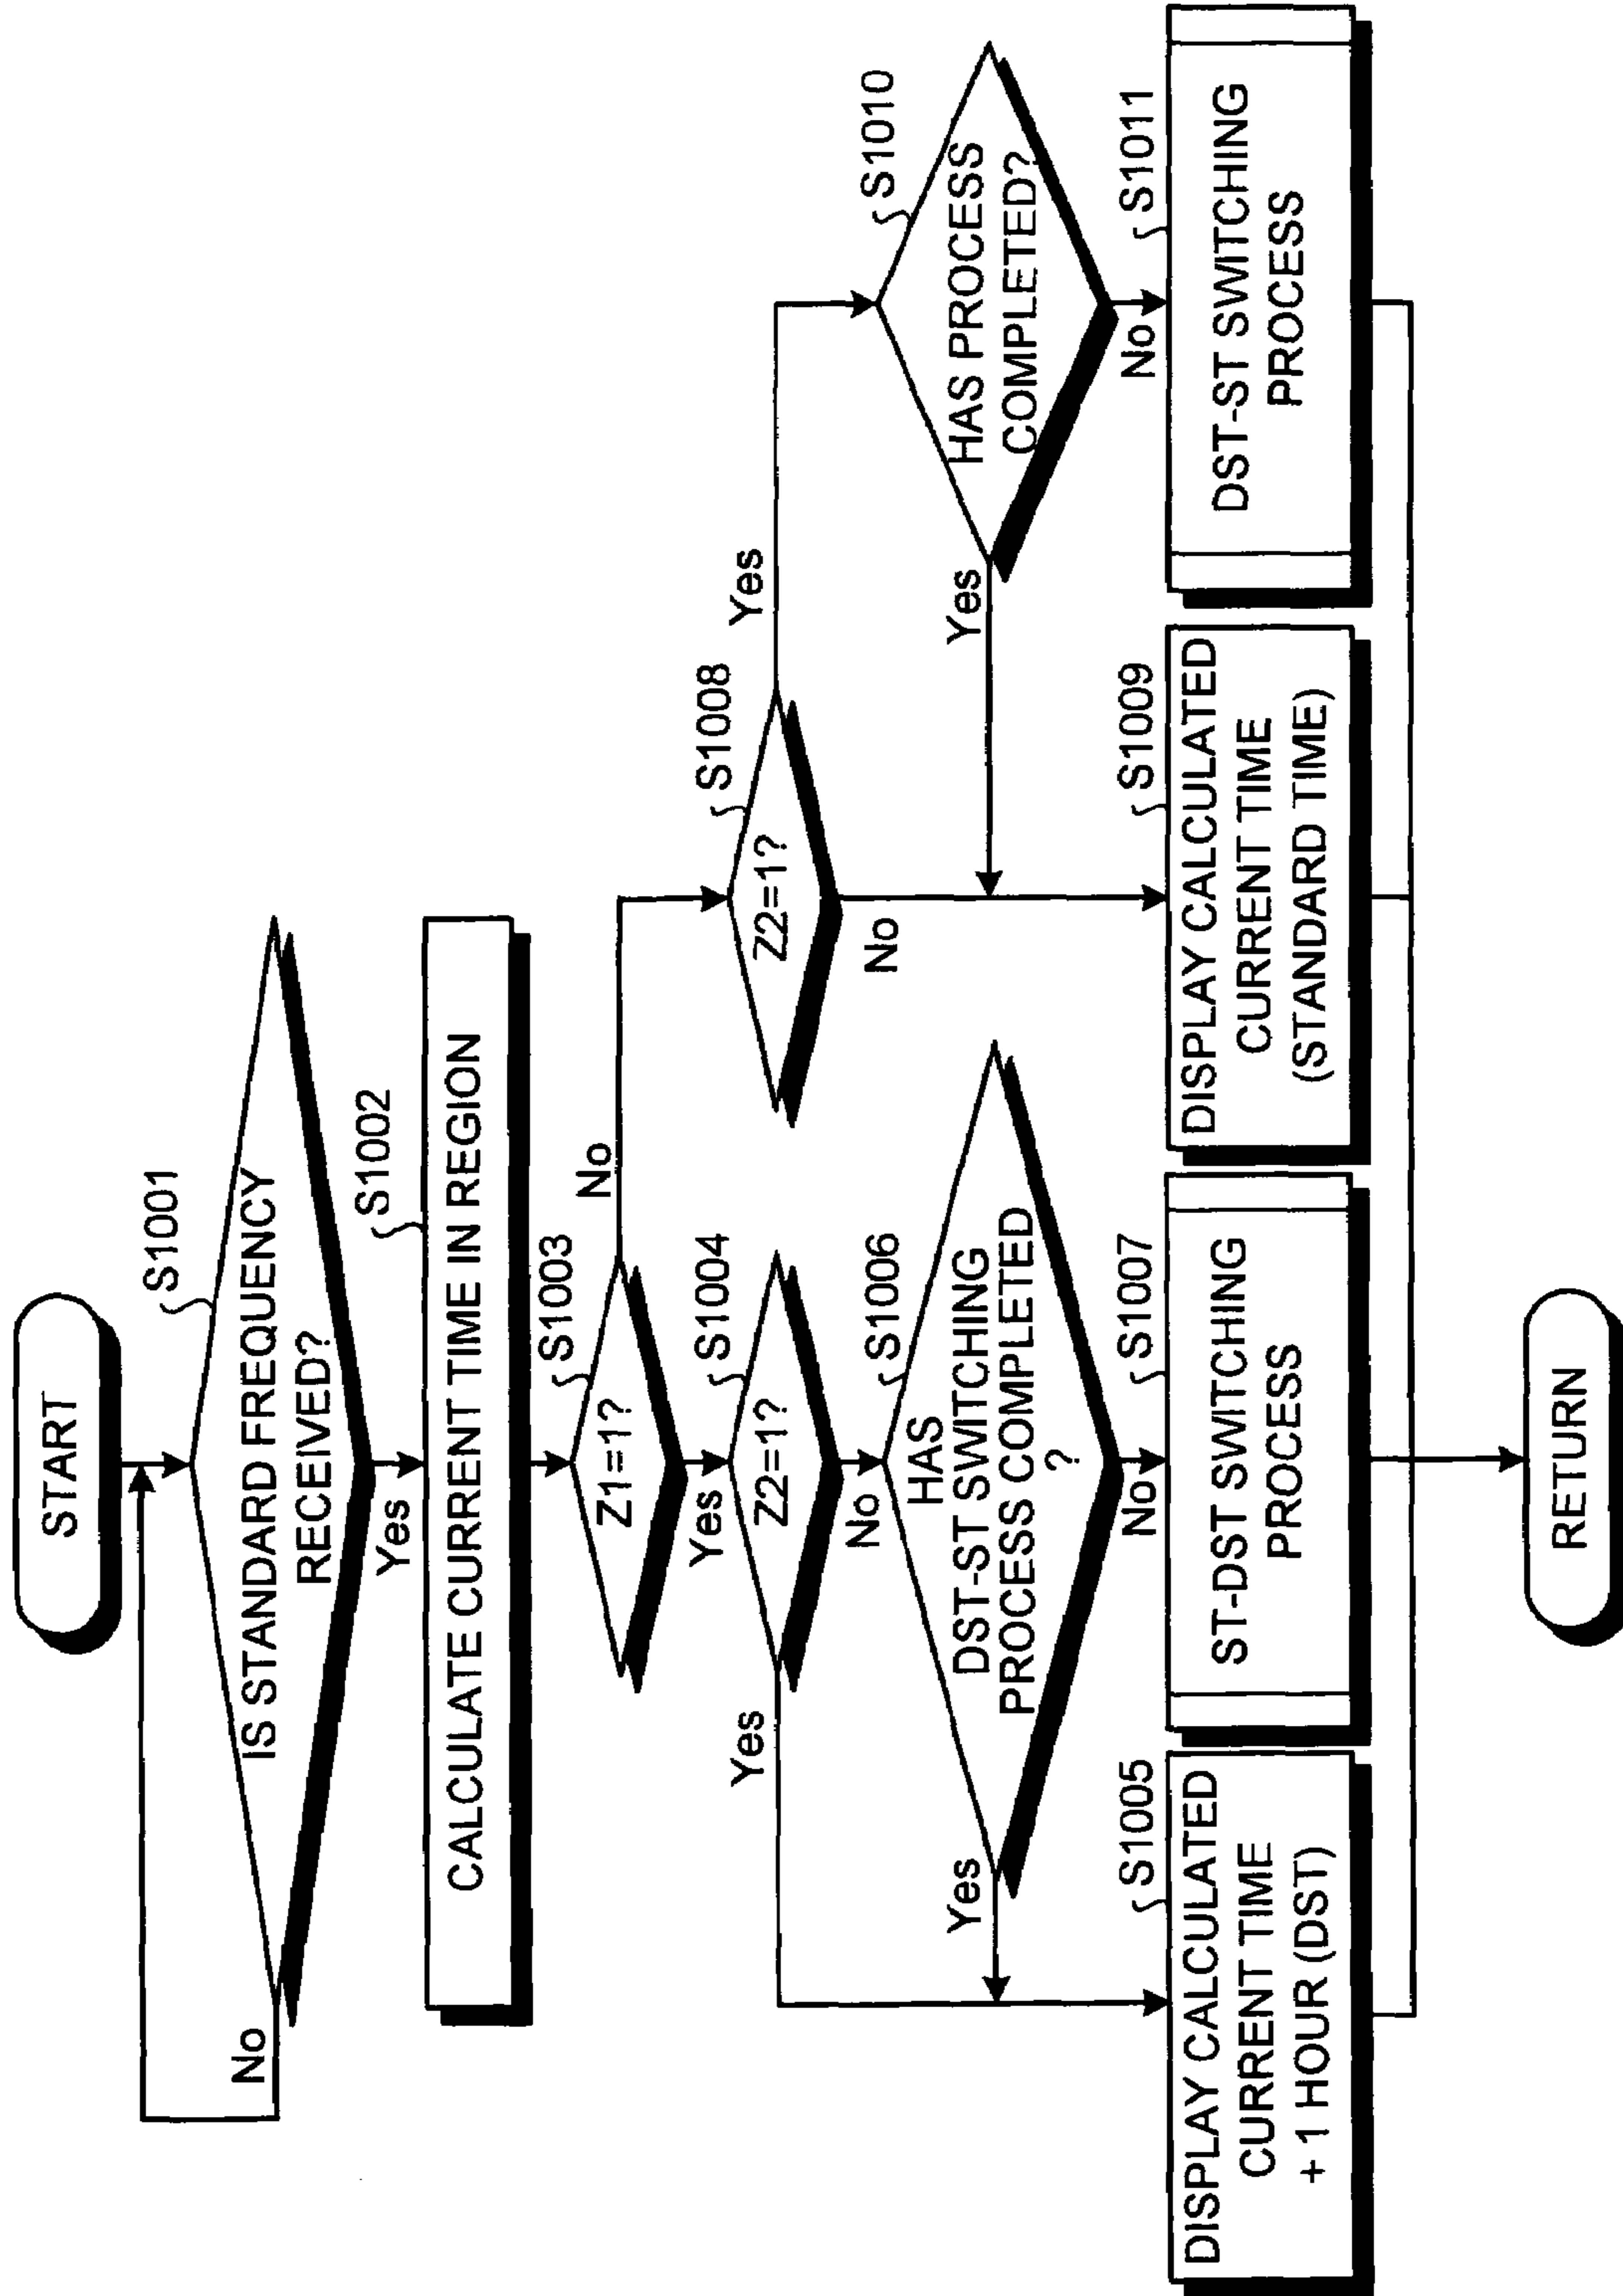 START
S1001
IS STANDARD FREQUENCY
RECEIVED?
No
Yes
S1002
CALCULATE CURRENT TIME IN REGION
S1003
Z1=1?
No
Yes
S1004
Z2=1?
Yes
No
S1008
Z2=1?
Yes
No
S1006
HAS
DST-ST SWITCHING
PROCESS COMPLETED
?
Yes
No
S1010
HAS PROCESS
COMPLETED?
Yes
No
S1005
DISPLAY CALCULATED
CURRENT TIME
+ 1 HOUR (DST)
S1007
ST-DST SWITCHING
PROCESS
S1009
DISPLAY CALCULATED
CURRENT TIME
(STANDARD TIME)
S1011
DST-ST SWITCHING
PROCESS
RETURN